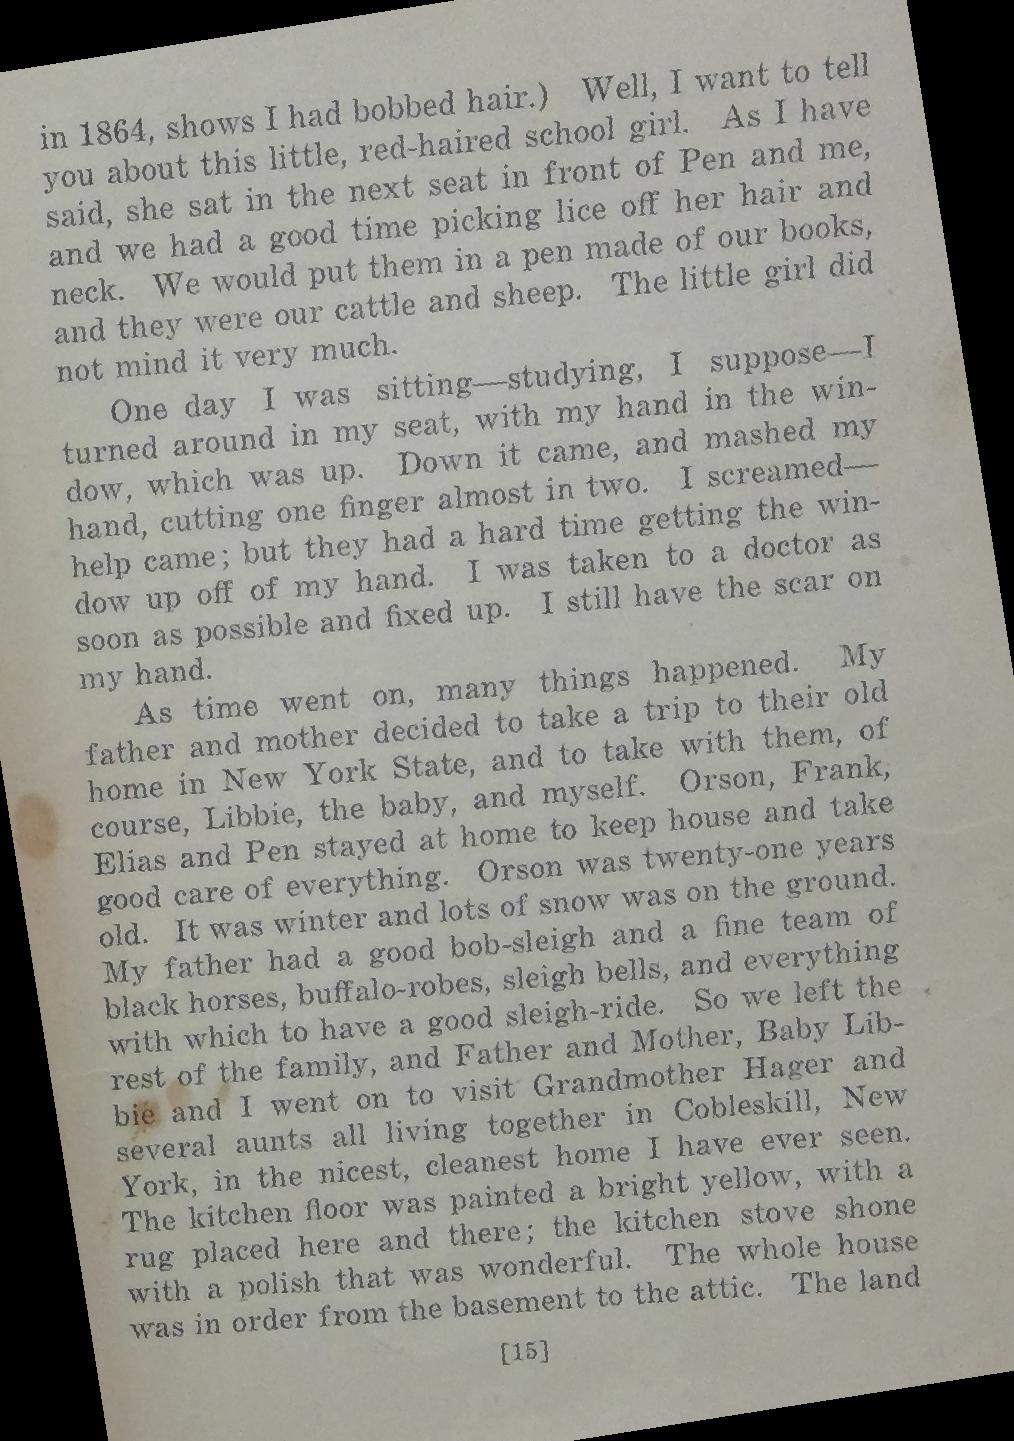 in 1864, shows I had bobbed hair.) Well, I want to tell
you about this little, red-haired school girl. As I have
said, she sat in the next seat in front of Pen and me,
and we had a good time picking lice off her hair and
neck. We would put them in a pen made of our books,
and they were our cattle and sheep. The little girl did
not mind it very much.
One day I was sitting—studying, I suppose—I
turned around in my seat, with my hand in the win-
dow, which was up. Down it came, and mashed my
hand, cutting one finger almost in two. I screamed—
help came; but they had a hard time getting the win-
dow up off of my hand. I was taken to a doctor as
soon as possible and fixed up. I still have the scar on
my hand.
As time went on, many things happened. My
father and mother decided to take a trip to their old
home in New York State, and to take with them, of
course, Libbie, the baby, and myself. Orson, Frank,
Elias and Pen stayed at home to keep house and take
good care of everything. Orson was twenty-one years
old. It was winter and lots of snow was on the ground.
My father had a good bob-sleigh and a fine team of
black horses, buffalo-robes, sleigh bells, and everything
with which to have a good sleigh-ride. So we left the
rest of the family, and Father and Mother, Baby Lib-
bie and I went on to visit Grandmother Hager and
several aunts all living together in Cobleskill, New
York, in the nicest, cleanest home I have ever seen.
The kitchen floor was painted a bright yellow, with a
rug placed here and there; the kitchen stove shone
with a polish that was wonderful. The whole house
was in order from the basement to the attic. The land
[15]